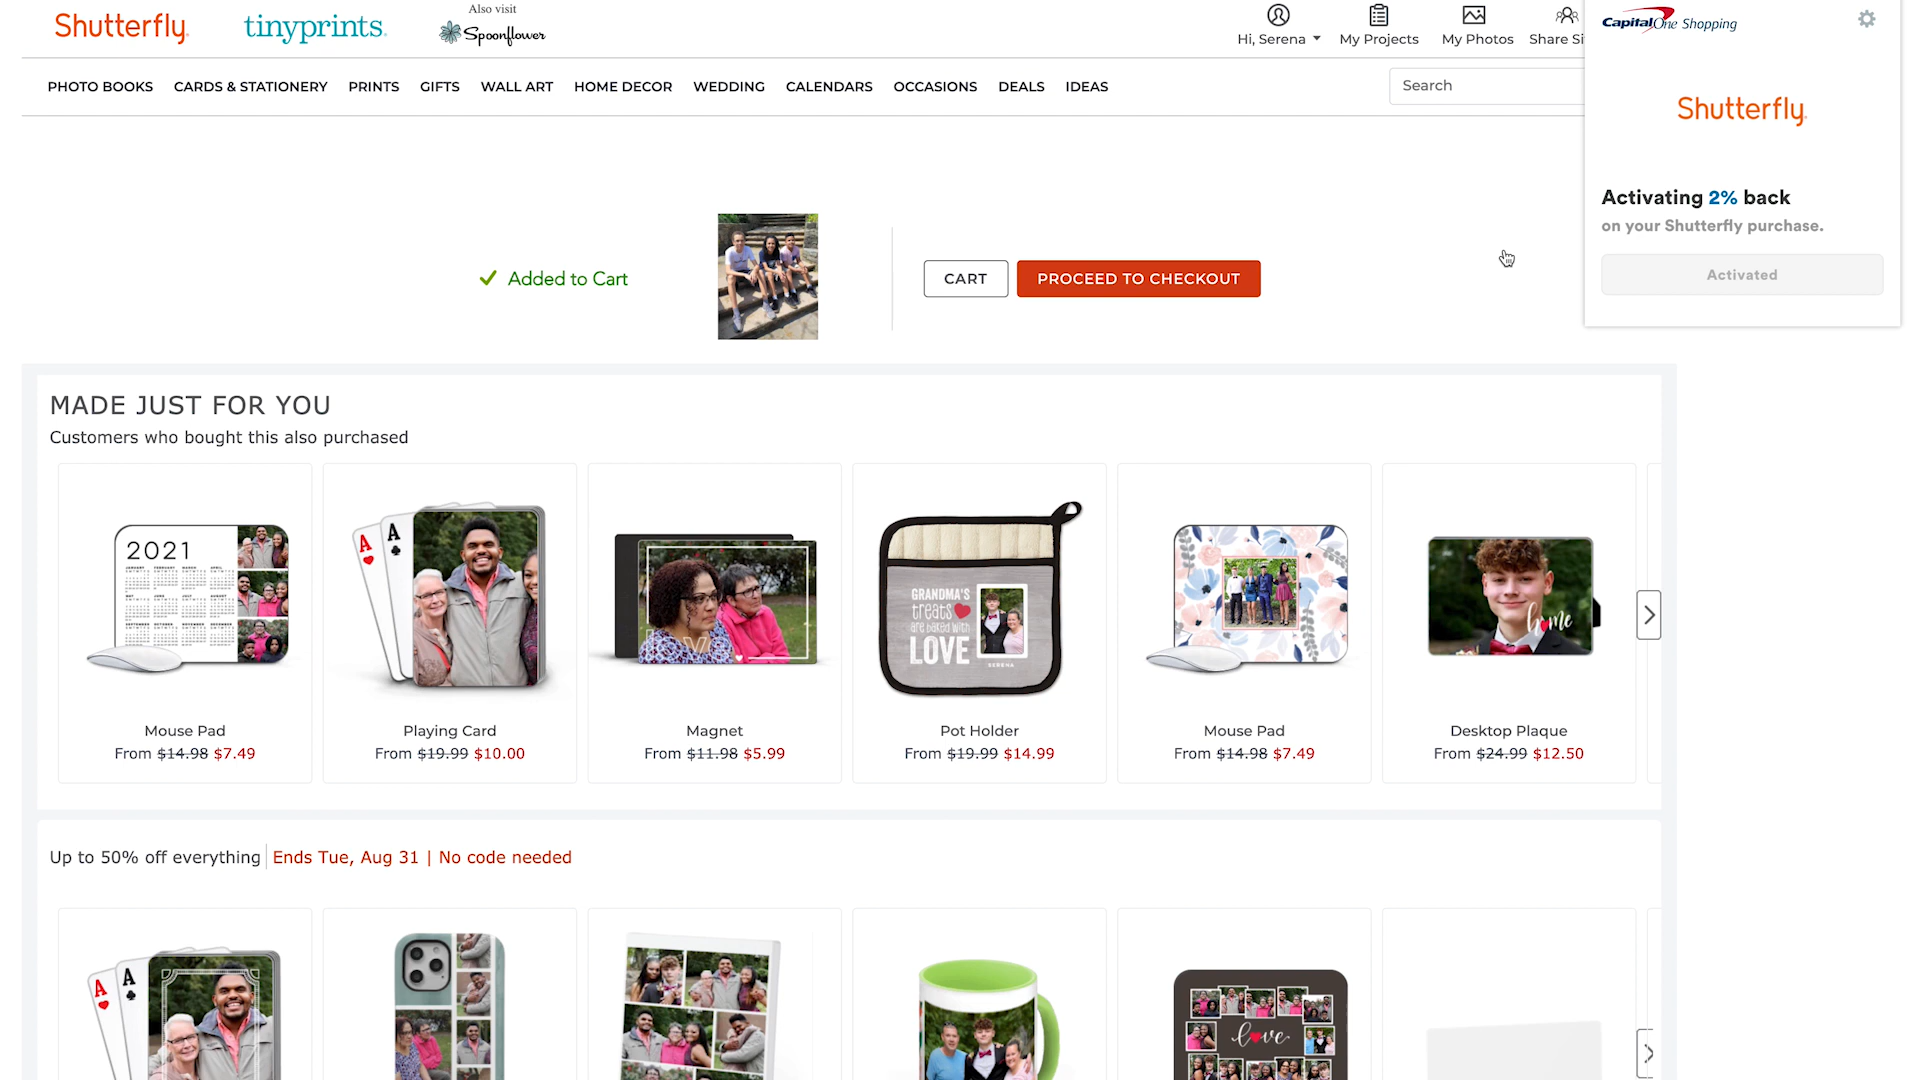 Shutterfly
tinyprints.
Also visit
Spoonflower
Hi, Serena
My Projects
My Photos
Share Si
CapitalOne Shopping
PHOTO BOOKS
CARDS & STATIONERY
PRINTS
GIFTS
WALL ART
HOME DECOR
WEDDING
CALENDARS
OCCASIONS
DEALS
IDEAS
Search
Shutterfly
Activating 2% back
on your Shutterfly purchase.
Activated
Added to Cart
CART
PROCEED TO CHECKOUT
MADE JUST FOR YOU
Customers who bought this also purchased
2021
A
A
love
GRANDMA'S
treats
are baked with
LOVE
SERENA
home
Mouse Pad
From $14.98 $7.49
Playing Card
From $19.99 $10.00
Magnet
From $11.98 $5.99
Pot Holder
From $19.99 $14.99
Mouse Pad
From $14.98 $7.49
Desktop Plaque
From $24.99 $12.50
Up to 50% off everything
Ends Tue, Aug 31 | No code needed
A
A
love